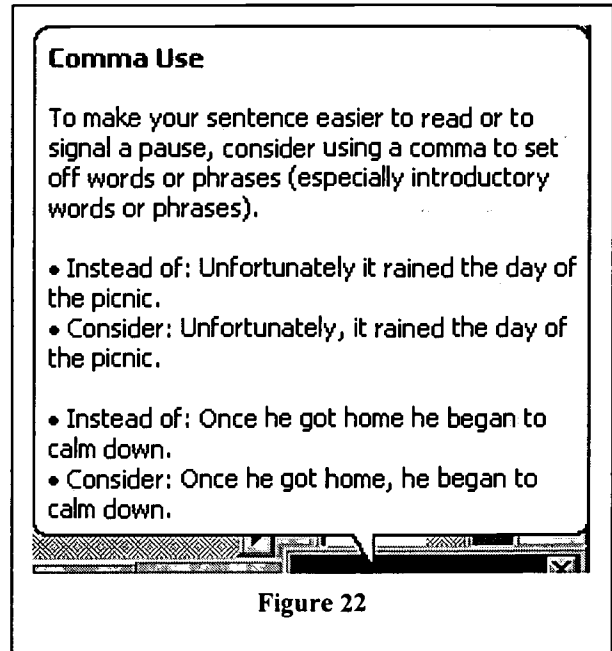 Comma Use
To make your sentence easier to read or to
signal a pause, consider using a comma to set
off words or phrases (especially introductory
words or phrases).
• Instead of: Unfortunately it rained the day of
the picnic.
• Consider: Unfortunately, it rained the day of
the picnic.
• Instead of: Once he got home he began to
calm down.
• Consider: Once he got home, he began to
calm down.
Figure 22